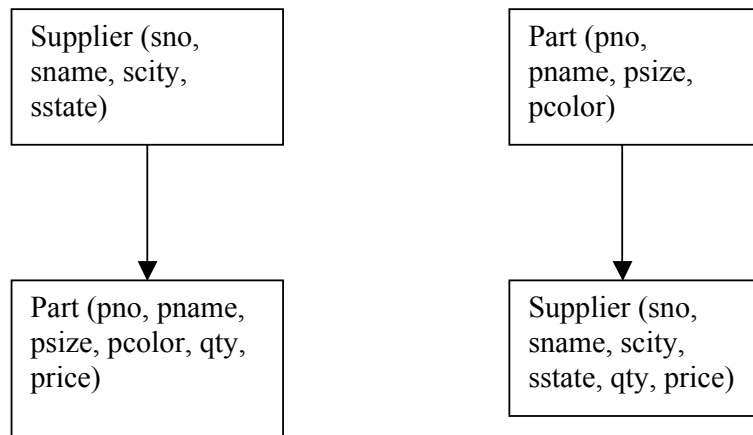 Supplier (sno,
sname, scity,
sstate)
Part (pno,
pname, psize,
pcolor)
Part (pno, pname,
psize, pcolor, qty,
price)
Supplier (sno,
sname, scity,
sstate, qty, price)